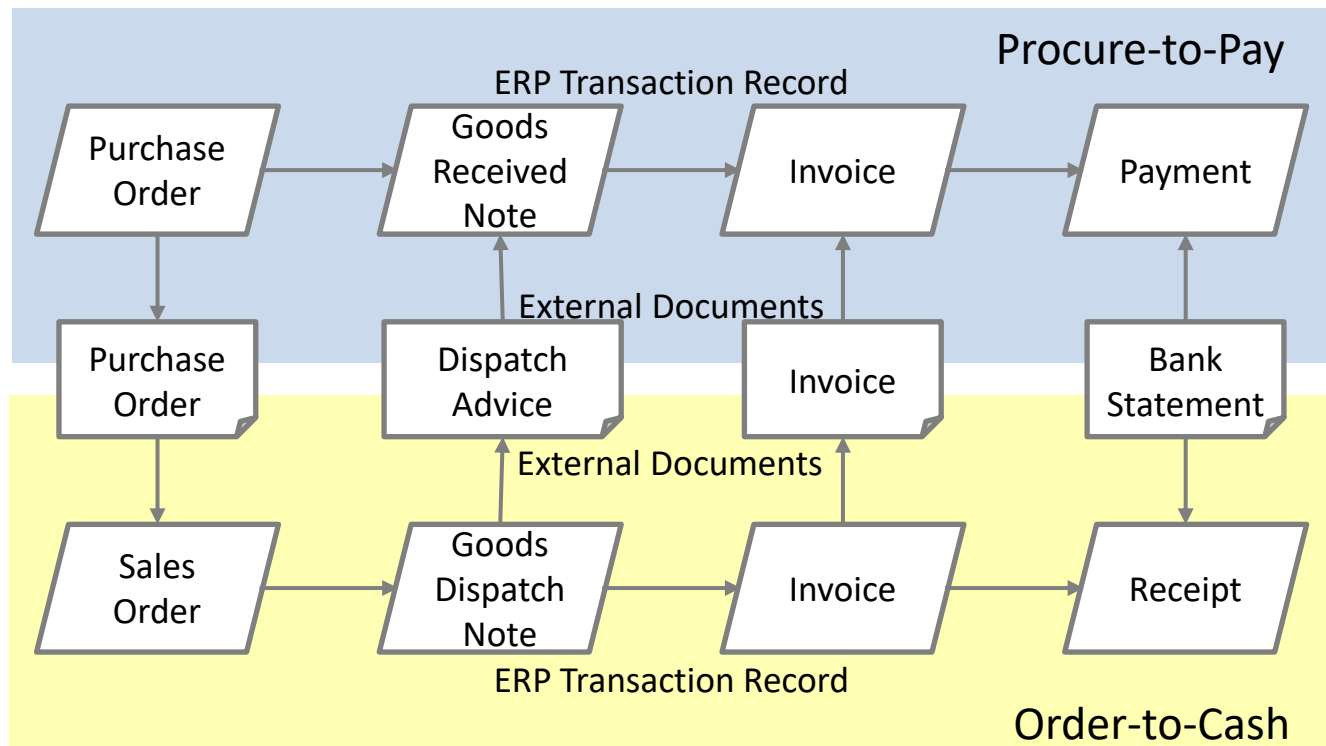 Procure-to-Pay
ERP Transaction Record
Purchase
Order
Goods
Received
Note
Invoice
Payment
External Documents
Purchase
Order
Dispatch
Advice
Invoice
Bank
Statement
External Documents
Sales
Order
Goods
Dispatch
Note
Invoice
Receipt
ERP Transaction Record
Order-to-Cash